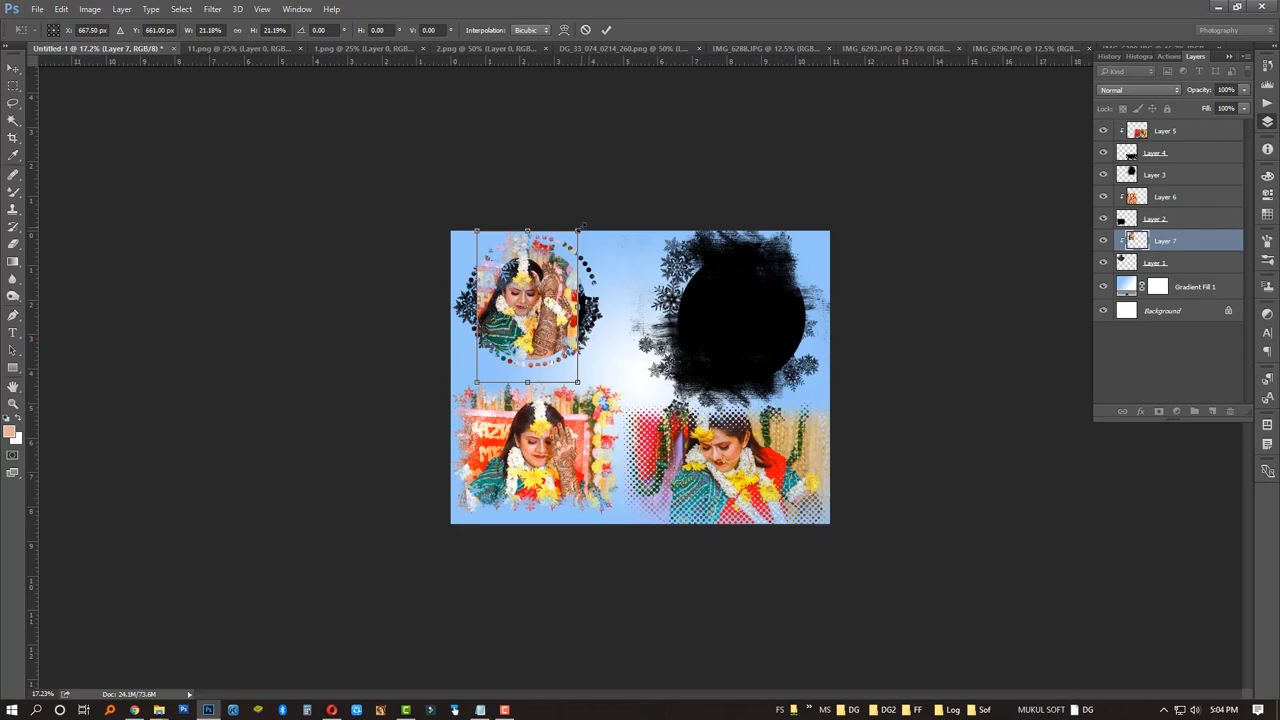 Ps File Edit Image Layer Type Select Filter 3D View Window Help
X: 667.50 px Y: 661.00 px W: 21.18% H: 21.19% 0.00 H: 0.00 V: 0.00 Interpolation: Bicubic Photography
Untitled-1 @ 17.2% (Layer 7, RGB/8) * 11.png @ 25% (Layer 0, RGB... 1.png @ 25% (Layer 0, RGB/... 2.png @ 50% (Layer 0, RGB/... DG_33_074_0214_260.png @ 50% (Layer 0, ... IMG_6288.JPG @ 12.5% (RGB/... IMG_6293.JPG @ 12.5% (RGB/... IMG_6296.JPG @ 12.5% (RGB/...
History Histogra Actions Layers
Kind
Normal Opacity: 100%
Lock: Fill: 100%
Layer 5
Layer 4
Layer 3
Layer 6
Layer 2
Layer 7
Layer 1
Gradient Fill 1
Background
17.23% Doc: 24.1M/73.6M
FS MS DG DG2 FF Log Sof MUKUL SOFT DG 5:04 PM